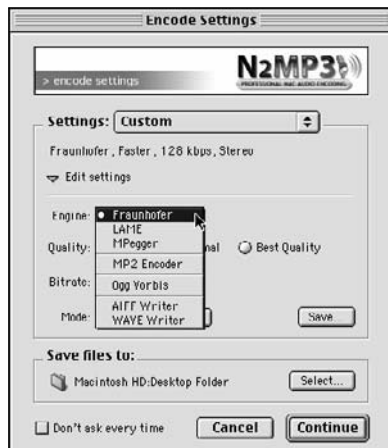 Encode Settings
> encode settings
N2MP3
PROFESSIONAL MAC AUDIO ENCODING
Settings: Custom
Fraunhofer, Faster, 128 kbps, Stereo
Edit settings
Engine: Fraunhofer
LAME
MPegger
Quality: Best Quality
MP2 Encoder
Bitrate: Ogg Vorbis
AIFF Writer
Mode: WAVE Writer Save...
Save files to:
Macintosh HD:Desktop Folder Select...
Don't ask every time Cancel Continue